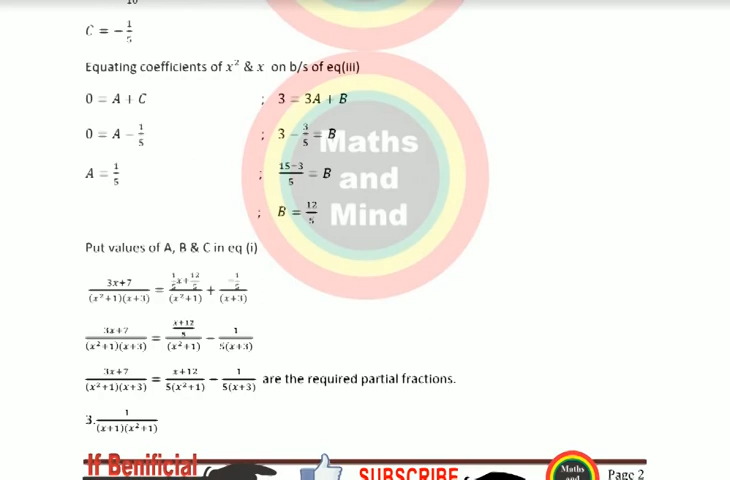 10
C = −1/5
Equating coefficients of x² & x on b/s of eq(iii)
0 = A + C ; 3 = 3A + B
0 = A − 1/5 ; 3 − 3/5 = B
A = 1/5 ; (15−3)/5 = B
; B = 12/5
Maths
and
Mind
Put values of A, B & C in eq (i)
(3x+7)/((x²+1)(x+3)) = (1/5 x + 12/5)/(x²+1) + (−1/5)/(x+3)
(3x+7)/((x²+1)(x+3)) = ((x+12)/5)/(x²+1) − 1/(5(x+3))
(3x+7)/((x²+1)(x+3)) = (x+12)/(5(x²+1)) − 1/(5(x+3)) are the required partial fractions.
3. 1/((x+1)(x²+1))
If Benificial
SUBSCRIBE
Maths
and
Page 2